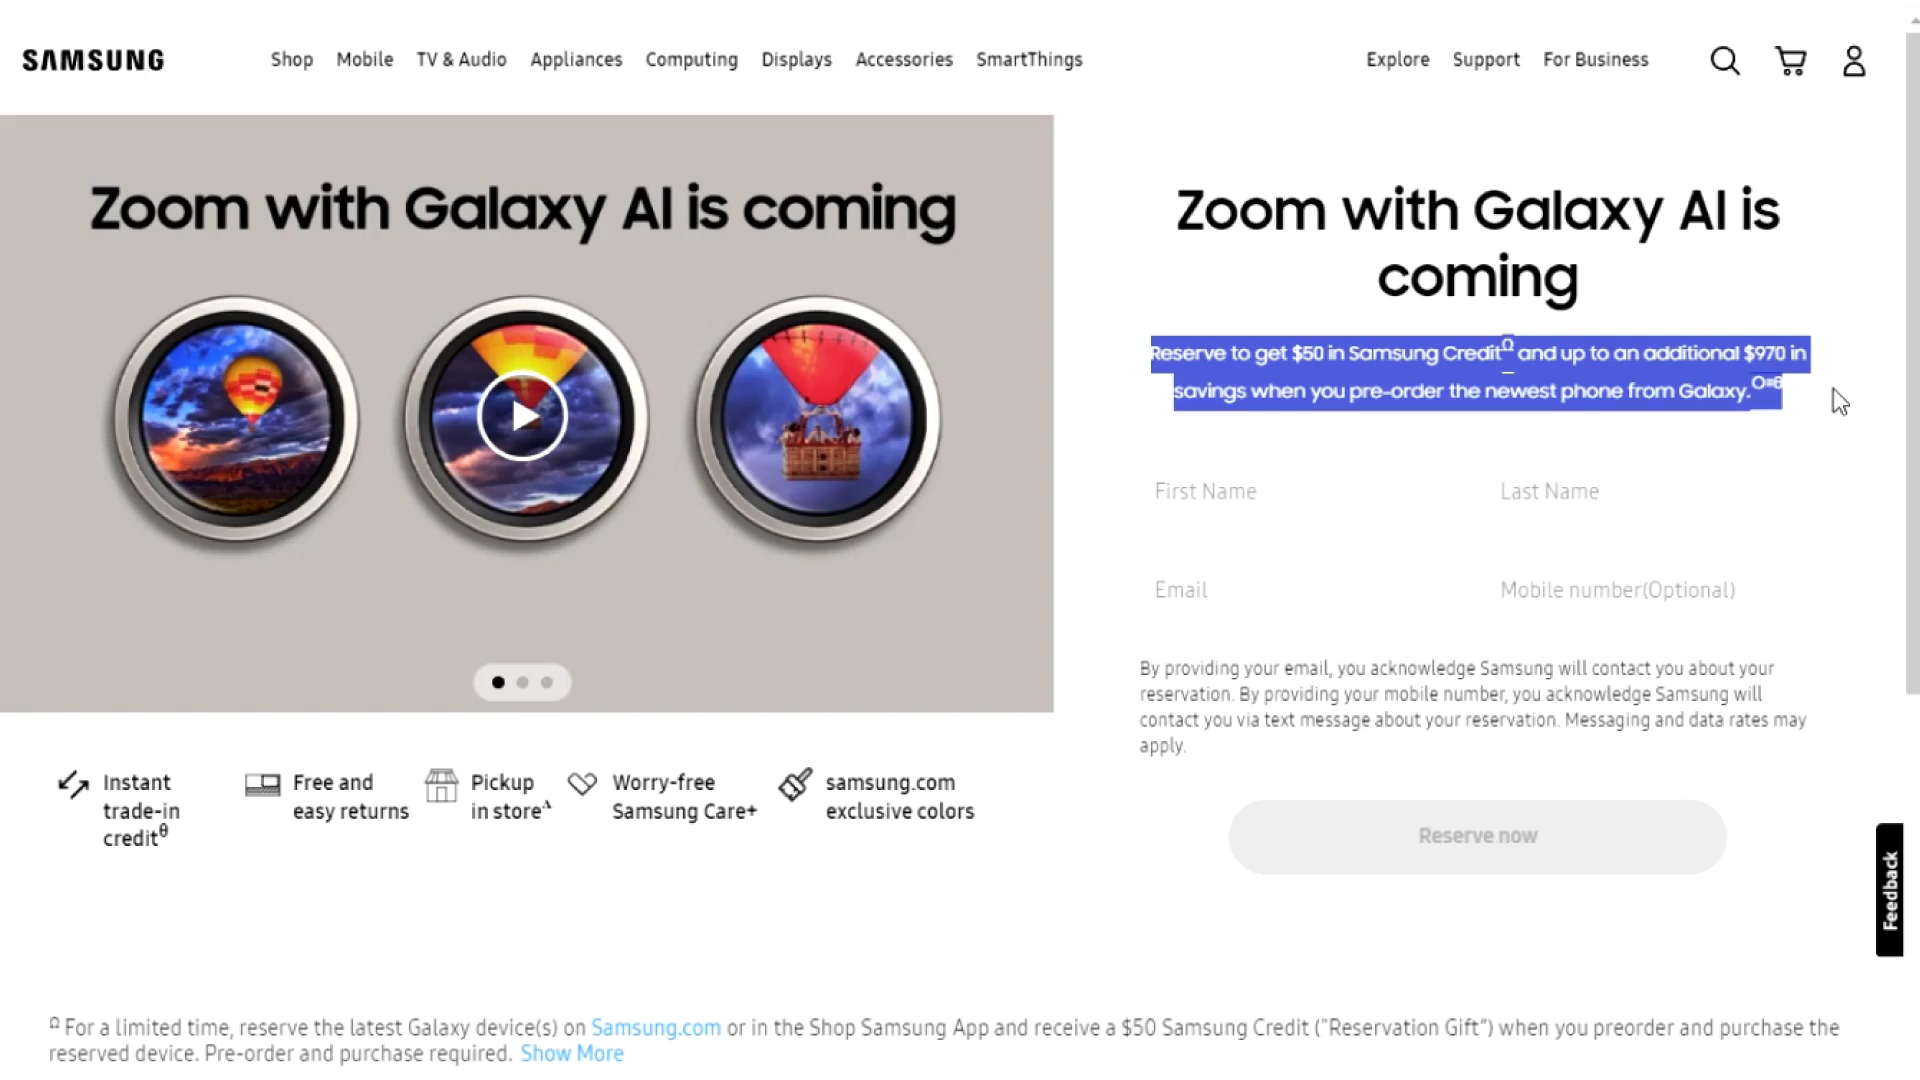 SAMSUNG
Shop Mobile TV & Audio Appliances Computing Displays Accessories SmartThings
Explore Support For Business
Zoom with Galaxy AI is coming
Zoom with Galaxy AI is
coming
Reserve to get $50 in Samsung CreditΩ and up to an additional $970 in
savings when you pre-order the newest phone from Galaxy.O≡θ
First Name
Last Name
Email
Mobile number(Optional)
By providing your email, you acknowledge Samsung will contact you about your
reservation. By providing your mobile number, you acknowledge Samsung will
contact you via text message about your reservation. Messaging and data rates may
apply.
Reserve now
Instant
trade-in
creditθ
Free and
easy returns
Pickup
in storeᴬ
Worry-free
Samsung Care+
samsung.com
exclusive colors
Feedback
Ω For a limited time, reserve the latest Galaxy device(s) on Samsung.com or in the Shop Samsung App and receive a $50 Samsung Credit ("Reservation Gift") when you preorder and purchase the
reserved device. Pre-order and purchase required. Show More